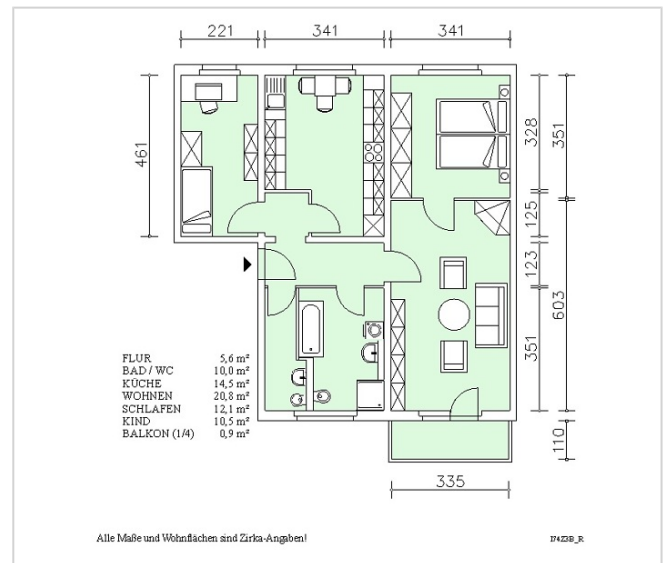 221 341 341
461
328
351
125
123
603
351
110
335
FLUR 5,6 m²
BAD / WC 10,0 m²
KÜCHE 14,5 m²
WOHNEN 20,8 m²
SCHLAFEN 12,1 m²
KIND 10,5 m²
BALKON (1/4) 0,9 m²
Alle Maße und Wohnflächen sind Zirka-Angaben!